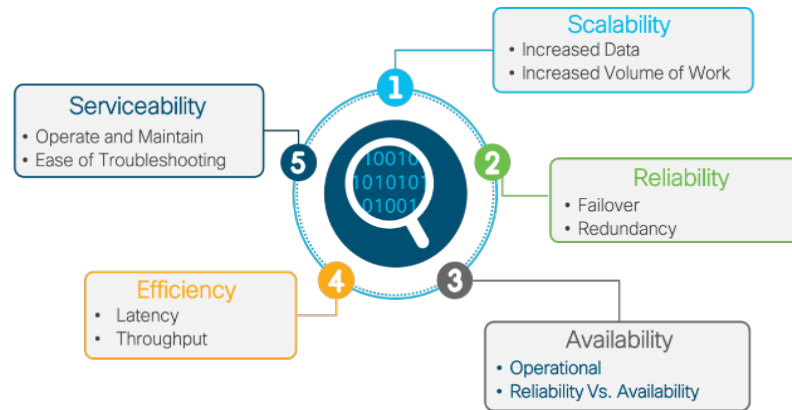 1
Scalability
• Increased Data
• Increased Volume of Work
2
Reliability
• Failover
• Redundancy
3
Availability
• Operational
• Reliability Vs. Availability
4
Efficiency
• Latency
• Throughput
5
Serviceability
• Operate and Maintain
• Ease of Troubleshooting
10010
1010101
01001